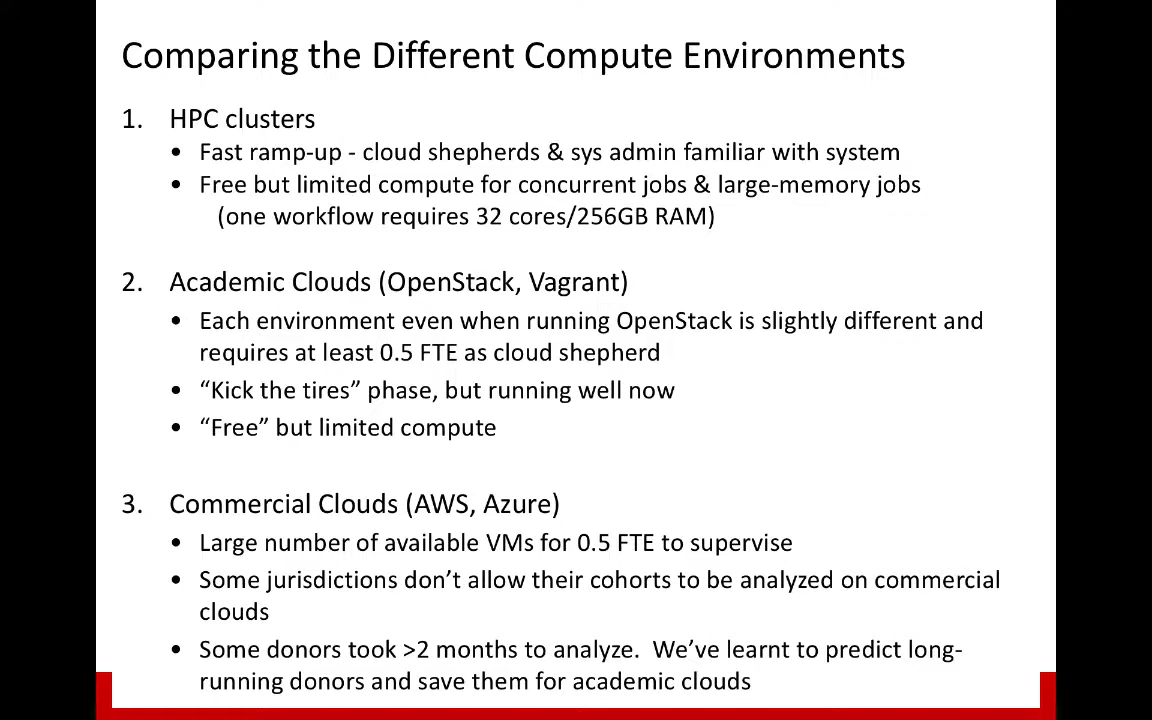 Comparing the Different Compute Environments
1. HPC clusters
• Fast ramp-up - cloud shepherds & sys admin familiar with system
• Free but limited compute for concurrent jobs & large-memory jobs
(one workflow requires 32 cores/256GB RAM)
2. Academic Clouds (OpenStack, Vagrant)
• Each environment even when running OpenStack is slightly different and
requires at least 0.5 FTE as cloud shepherd
• “Kick the tires” phase, but running well now
• “Free” but limited compute
3. Commercial Clouds (AWS, Azure)
• Large number of available VMs for 0.5 FTE to supervise
• Some jurisdictions don’t allow their cohorts to be analyzed on commercial
clouds
• Some donors took >2 months to analyze.  We’ve learnt to predict long-
running donors and save them for academic clouds